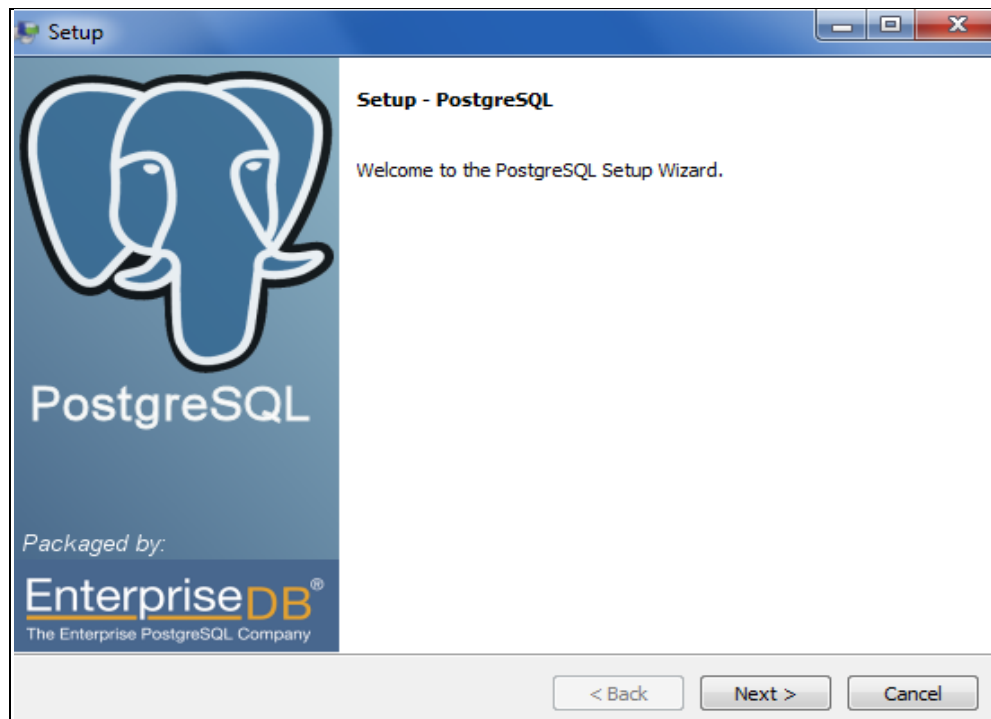 Setup
Setup - PostgreSQL
Welcome to the PostgreSQL Setup Wizard.
PostgreSQL
Packaged by:
EnterpriseDB®
The Enterprise PostgreSQL Company
< Back
Next >
Cancel